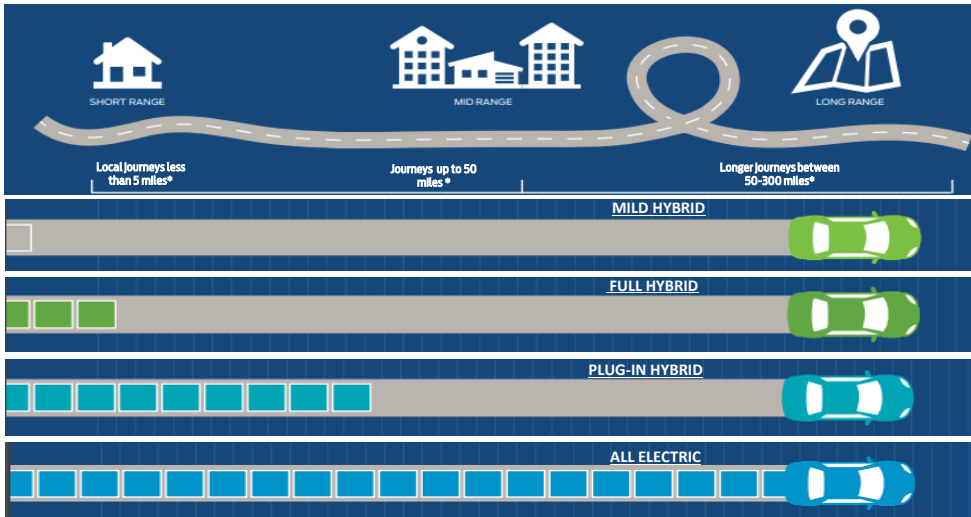 SHORT RANGE
MID RANGE
LONG RANGE
Local journeys less
than 5 miles*
Journeys up to 50
miles *
Longer journeys between
50-300 miles*
MILD HYBRID
FULL HYBRID
PLUG-IN HYBRID
ALL ELECTRIC